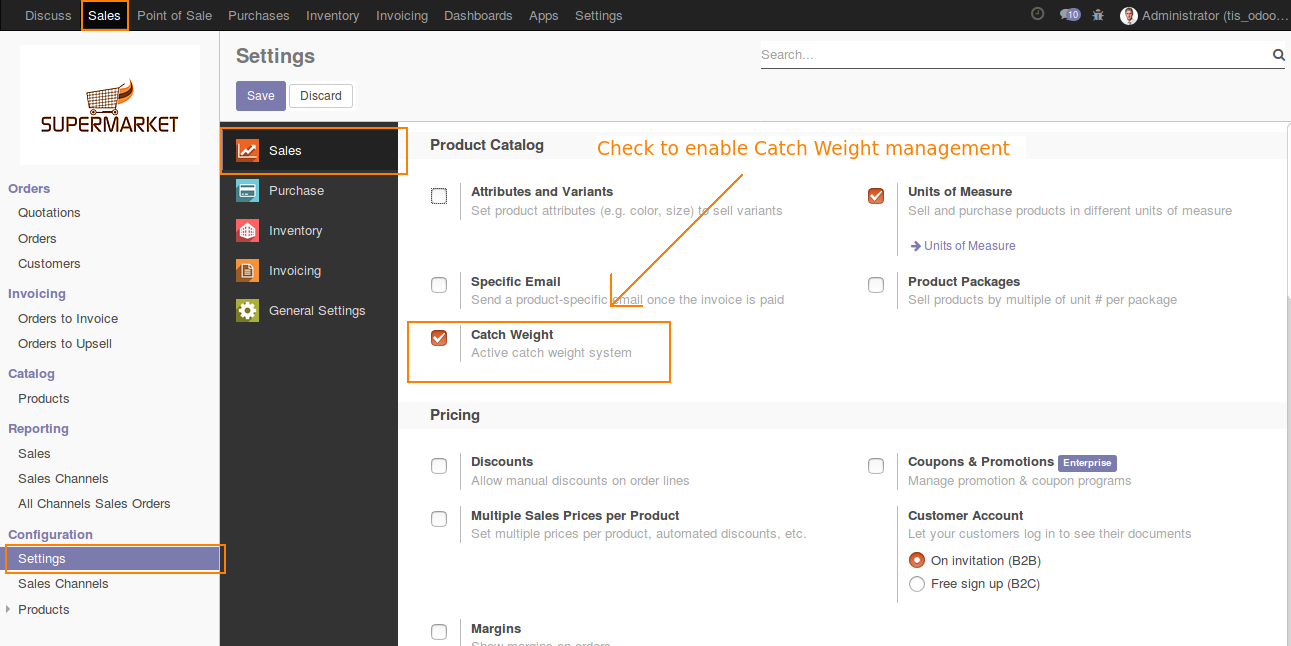 Discuss Sales Point of Sale Purchases Inventory Invoicing Dashboards Apps Settings 10 Administrator (tis_odoo...
SUPERMARKET
Orders
Quotations
Orders
Customers
Invoicing
Orders to Invoice
Orders to Upsell
Catalog
Products
Reporting
Sales
Sales Channels
All Channels Sales Orders
Configuration
Settings
Sales Channels
Products
Settings
Search...
Save Discard
Sales
Purchase
Inventory
Invoicing
General Settings
Product Catalog
Check to enable Catch Weight management
Attributes and Variants
Set product attributes (e.g. color, size) to sell variants
Units of Measure
Sell and purchase products in different units of measure
Units of Measure
Specific Email
Send a product-specific email once the invoice is paid
Product Packages
Sell products by multiple of unit # per package
Catch Weight
Active catch weight system
Pricing
Discounts
Allow manual discounts on order lines
Coupons & Promotions Enterprise
Manage promotion & coupon programs
Multiple Sales Prices per Product
Set multiple prices per product, automated discounts, etc.
Customer Account
Let your customers log in to see their documents
On invitation (B2B)
Free sign up (B2C)
Margins
Show margins on orders